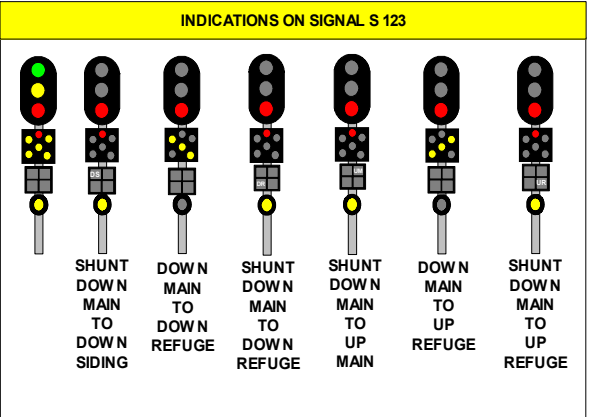 INDICATIONS ON SIGNAL S 123
DS
DR
UM
UR
SHUNT
DOWN
MAIN
TO
DOWN
SIDING
DOWN
MAIN
TO
DOWN
REFUGE
SHUNT
DOWN
MAIN
TO
DOWN
REFUGE
SHUNT
DOWN
MAIN
TO
UP
MAIN
DOWN
MAIN
TO
UP
REFUGE
SHUNT
DOWN
MAIN
TO
UP
REFUGE